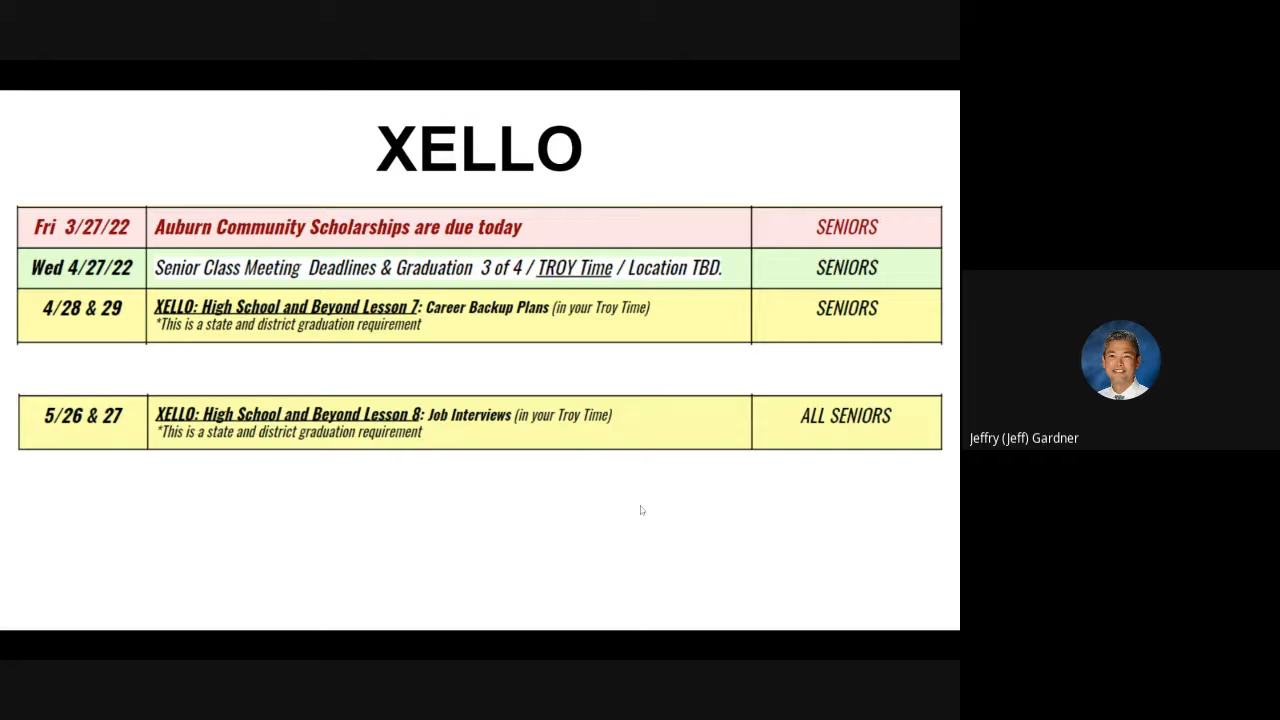 XELLO
Fri 3/27/22 Auburn Community Scholarships are due today SENIORS
Wed 4/27/22 Senior Class Meeting Deadlines & Graduation 3 of 4 / TROY Time / Location TBD. SENIORS
4/28 & 29 XELLO: High School and Beyond Lesson 7: Career Backup Plans (in your Troy Time) SENIORS
*This is a state and district graduation requirement
5/26 & 27 XELLO: High School and Beyond Lesson 8: Job Interviews (in your Troy Time) ALL SENIORS
*This is a state and district graduation requirement
Jeffry (Jeff) Gardner